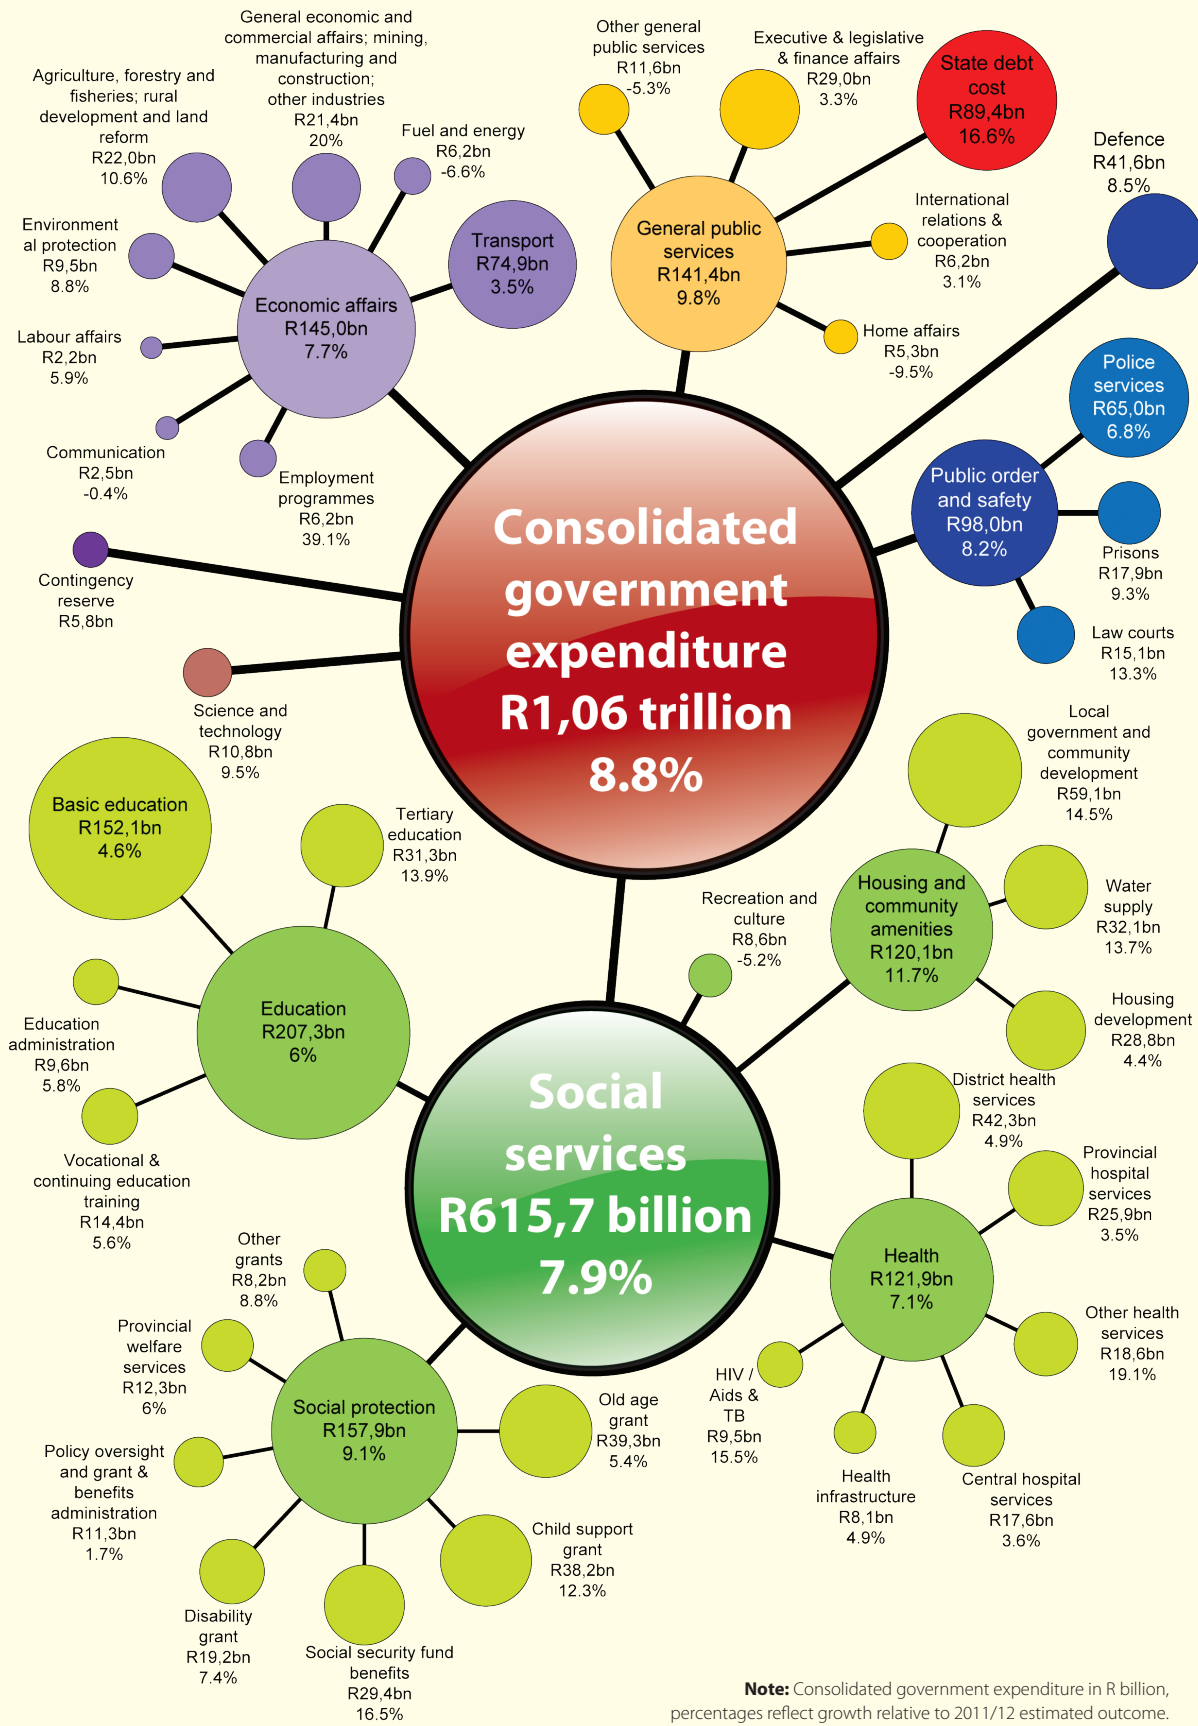 General economic and
commercial affairs; mining,
manufacturing and
construction;
other industries
R21,4bn
20%
Agriculture, forestry and
fisheries; rural
development and land
reform
R22,0bn
10.6%
Fuel and energy
R6,2bn
-6.6%
Environment
al protection
R9,5bn
8.8%
Transport
R74,9bn
3.5%
Economic affairs
R145,0bn
7.7%
Labour affairs
R2,2bn
5.9%
Communication
R2,5bn
-0.4%
Employment
programmes
R6,2bn
39.1%
Other general
public services
R11,6bn
-5.3%
Executive & legislative
& finance affairs
R29,0bn
3.3%
State debt
cost
R89,4bn
16.6%
General public
services
R141,4bn
9.8%
International
relations &
cooperation
R6,2bn
3.1%
Home affairs
R5,3bn
-9.5%
Defence
R41,6bn
8.5%
Police
services
R65,0bn
6.8%
Public order
and safety
R98,0bn
8.2%
Prisons
R17,9bn
9.3%
Law courts
R15,1bn
13.3%
Contingency
reserve
R5,8bn
Science and
technology
R10,8bn
9.5%
Consolidated
government
expenditure
R1,06 trillion
8.8%
Basic education
R152,1bn
4.6%
Tertiary
education
R31,3bn
13.9%
Education
R207,3bn
6%
Education
administration
R9,6bn
5.8%
Vocational &
continuing education
training
R14,4bn
5.6%
Recreation and
culture
R8,6bn
-5.2%
Local
government and
community
development
R59,1bn
14.5%
Housing and
community
amenities
R120,1bn
11.7%
Water
supply
R32,1bn
13.7%
Housing
development
R28,8bn
4.4%
Social
services
R615,7 billion
7.9%
District health
services
R42,3bn
4.9%
Provincial
hospital
services
R25,9bn
3.5%
Health
R121,9bn
7.1%
Other health
services
R18,6bn
19.1%
HIV /
Aids &
TB
R9,5bn
15.5%
Health
infrastructure
R8,1bn
4.9%
Central hospital
services
R17,6bn
3.6%
Other
grants
R8,2bn
8.8%
Provincial
welfare
services
R12,3bn
6%
Social protection
R157,9bn
9.1%
Old age
grant
R39,3bn
5.4%
Policy oversight
and grant &
benefits
administration
R11,3bn
1.7%
Child support
grant
R38,2bn
12.3%
Disability
grant
R19,2bn
7.4%
Social security fund
benefits
R29,4bn
16.5%
Note: Consolidated government expenditure in R billion,
percentages reflect growth relative to 2011/12 estimated outcome.